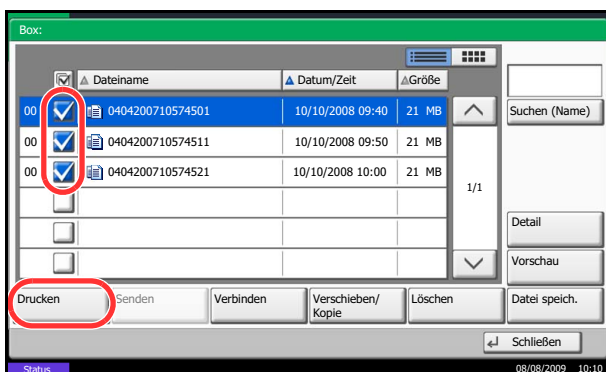 Box:
Dateiname Datum/Zeit Größe
00 0404200710574501 10/10/2008 09:40 21 MB
Suchen (Name)
00 0404200710574511 10/10/2008 09:50 21 MB
00 0404200710574521 10/10/2008 10:00 21 MB
1/1
Detail
Vorschau
Drucken Senden Verbinden Verschieben/ Löschen Datei speich.
Kopie
Schließen
Status 08/08/2009 10:10